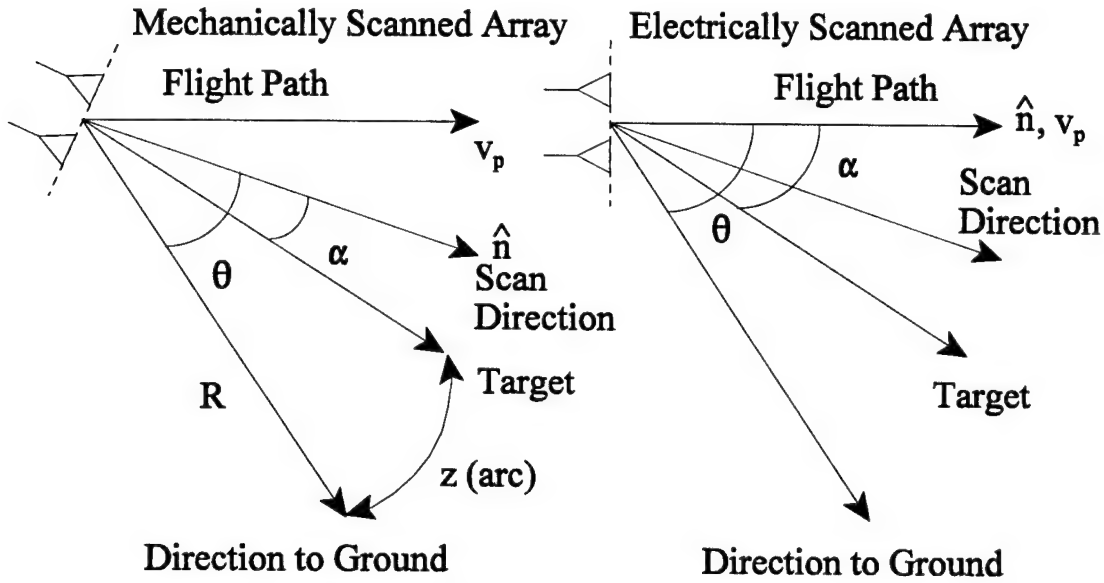 Mechanically Scanned Array
Flight Path
v_p
n̂
Scan
Direction
θ
α
Target
R
z (arc)
Direction to Ground
Electrically Scanned Array
Flight Path
n̂, v_p
α
Scan
Direction
θ
Target
Direction to Ground